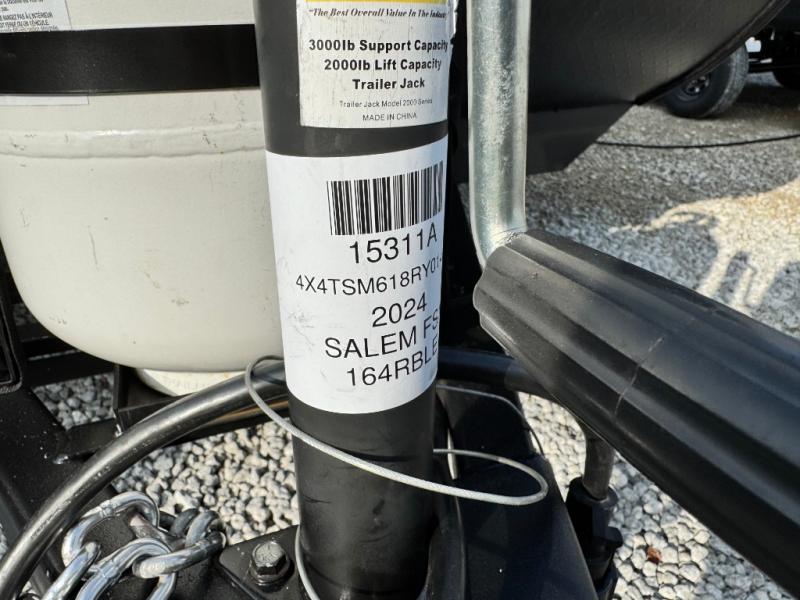 "The Best Overall Value In The Industry
3000lb Support Capacity
2000lb Lift Capacity
Trailer Jack
Trailer Jack Model 2000 Series
MADE IN CHINA
15311A
4X4TSM618RY01
2024
SALEM FS
164RBLE